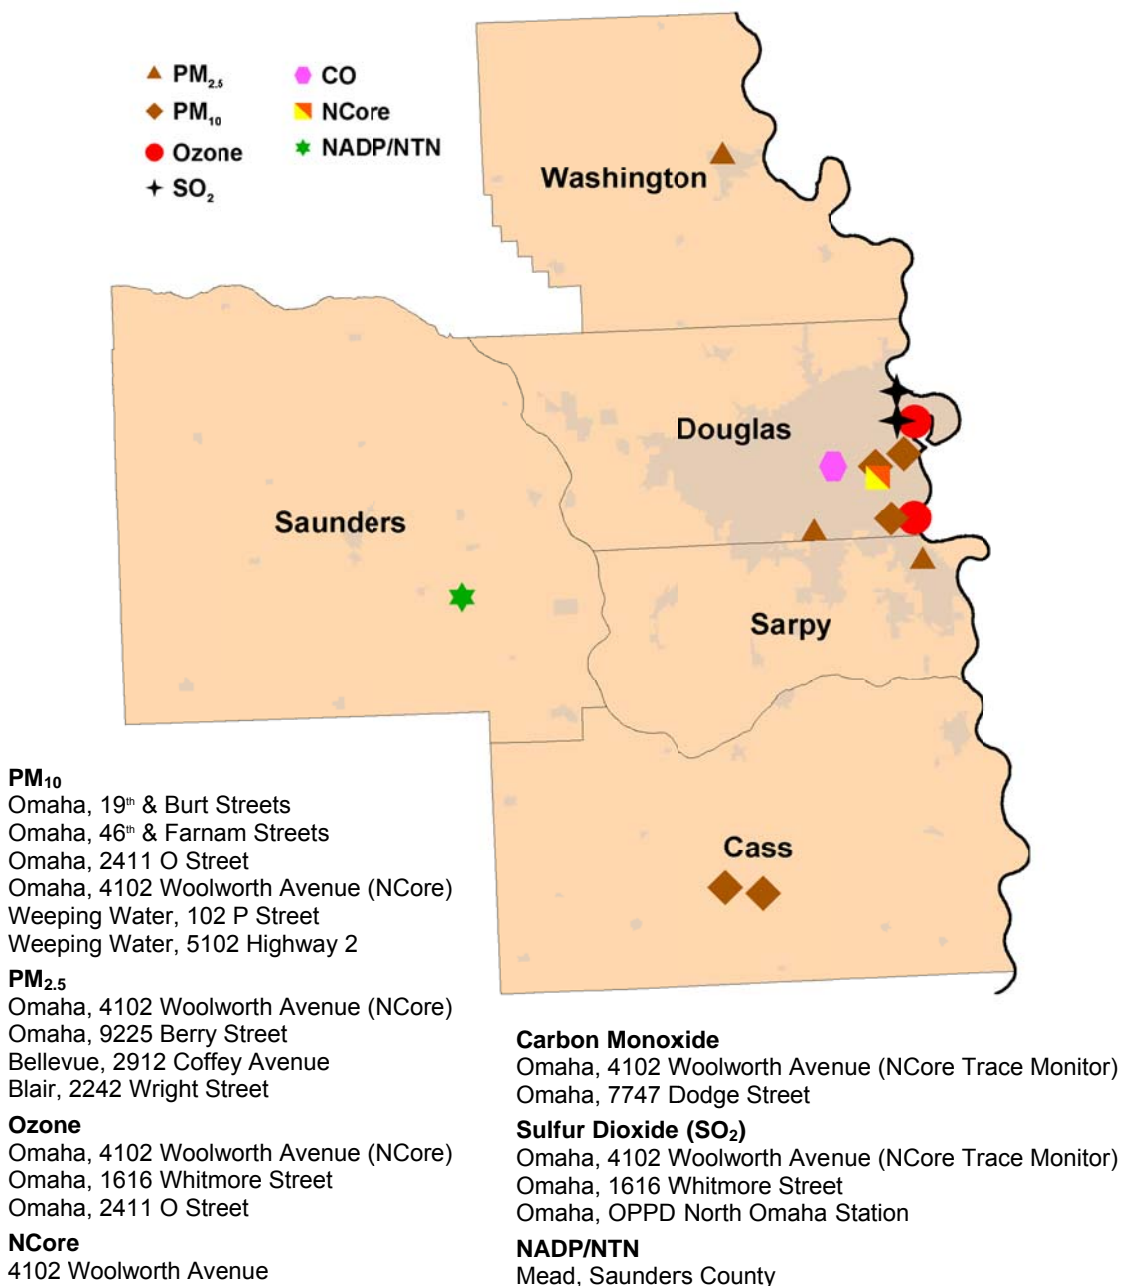 PM2.5
CO
PM10
NCore
Ozone
NADP/NTN
SO2
Washington
Douglas
Saunders
Sarpy
Cass
PM10
Omaha, 19th & Burt Streets
Omaha, 46th & Farnam Streets
Omaha, 2411 O Street
Omaha, 4102 Woolworth Avenue (NCore)
Weeping Water, 102 P Street
Weeping Water, 5102 Highway 2
PM2.5
Omaha, 4102 Woolworth Avenue (NCore)
Omaha, 9225 Berry Street
Bellevue, 2912 Coffey Avenue
Blair, 2242 Wright Street
Ozone
Omaha, 4102 Woolworth Avenue (NCore)
Omaha, 1616 Whitmore Street
Omaha, 2411 O Street
NCore
4102 Woolworth Avenue
Carbon Monoxide
Omaha, 4102 Woolworth Avenue (NCore Trace Monitor)
Omaha, 7747 Dodge Street
Sulfur Dioxide (SO2)
Omaha, 4102 Woolworth Avenue (NCore Trace Monitor)
Omaha, 1616 Whitmore Street
Omaha, OPPD North Omaha Station
NADP/NTN
Mead, Saunders County